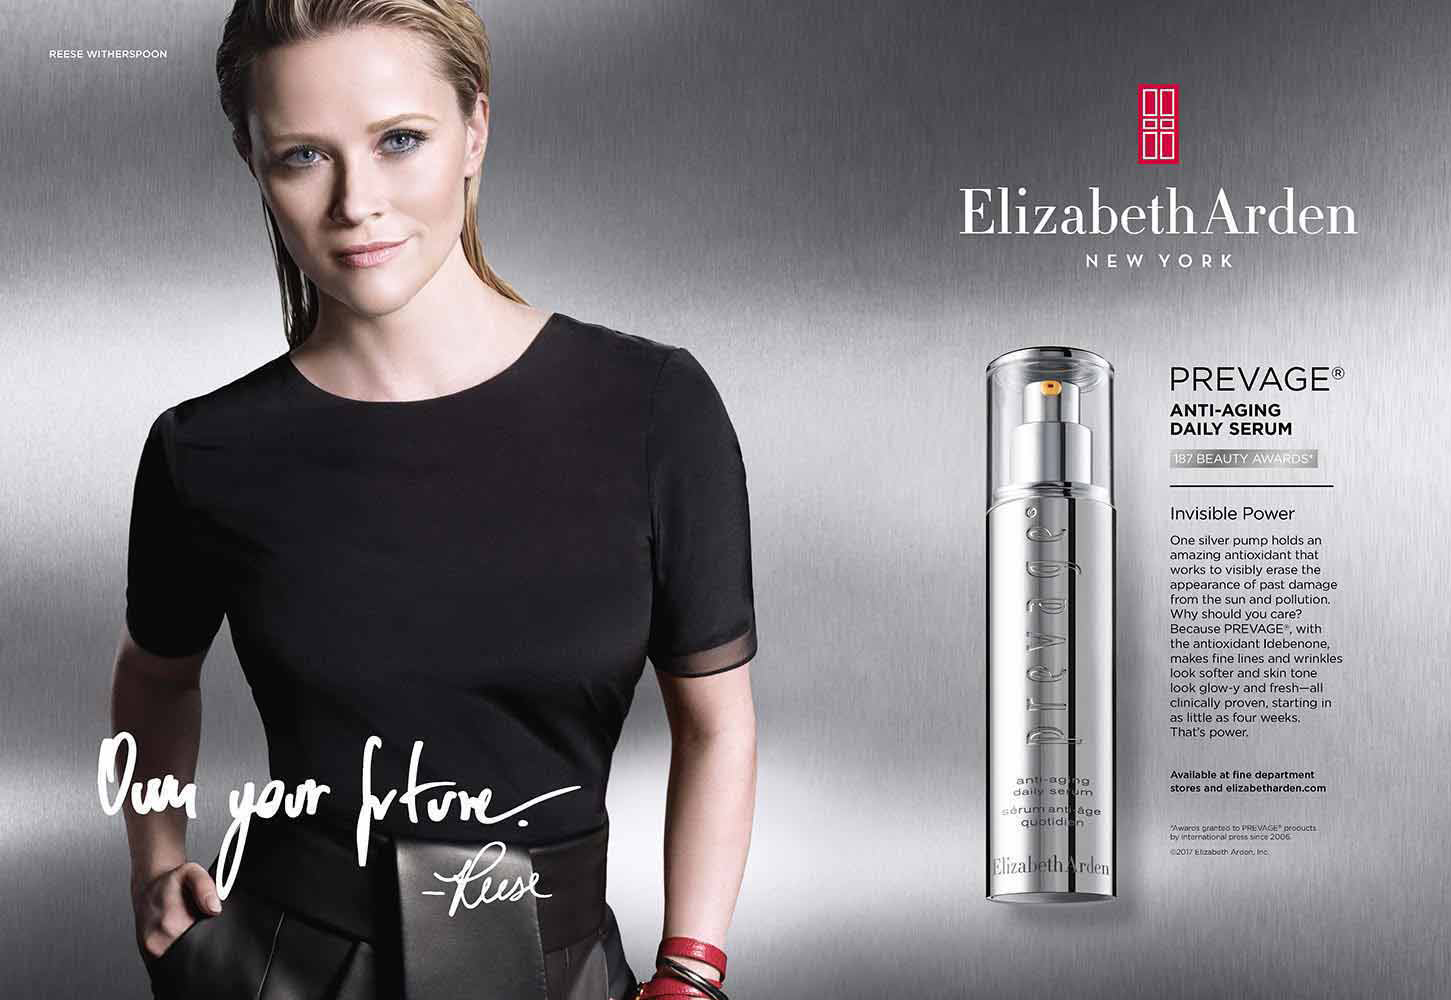 REESE WITHERSPOON
Own your future.
-Reese
Elizabeth Arden
NEW YORK
PREVAGE®
ANTI-AGING
DAILY SERUM
187 BEAUTY AWARDS*
Invisible Power
One silver pump holds an
amazing antioxidant that
works to visibly erase the
appearance of past damage
from the sun and pollution.
Why should you care?
Because PREVAGE®, with
the antioxidant Idebenone,
makes fine lines and wrinkles
look softer and skin tone
look glow-y and fresh—all
clinically proven, starting in
as little as four weeks.
That's power.
Available at fine department
stores and elizabetharden.com
*Awards granted to PREVAGE® products
by international press since 2006.
©2017 Elizabeth Arden, Inc.
prevage®
anti-aging
daily serum
sérum anti-âge
quotidien
Elizabeth Arden